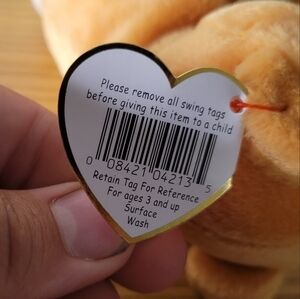 Please remove all swing tags
before giving this item to a child
0 08421 04213 5
Retain Tag For Reference
For ages 3 and up
Surface
Wash